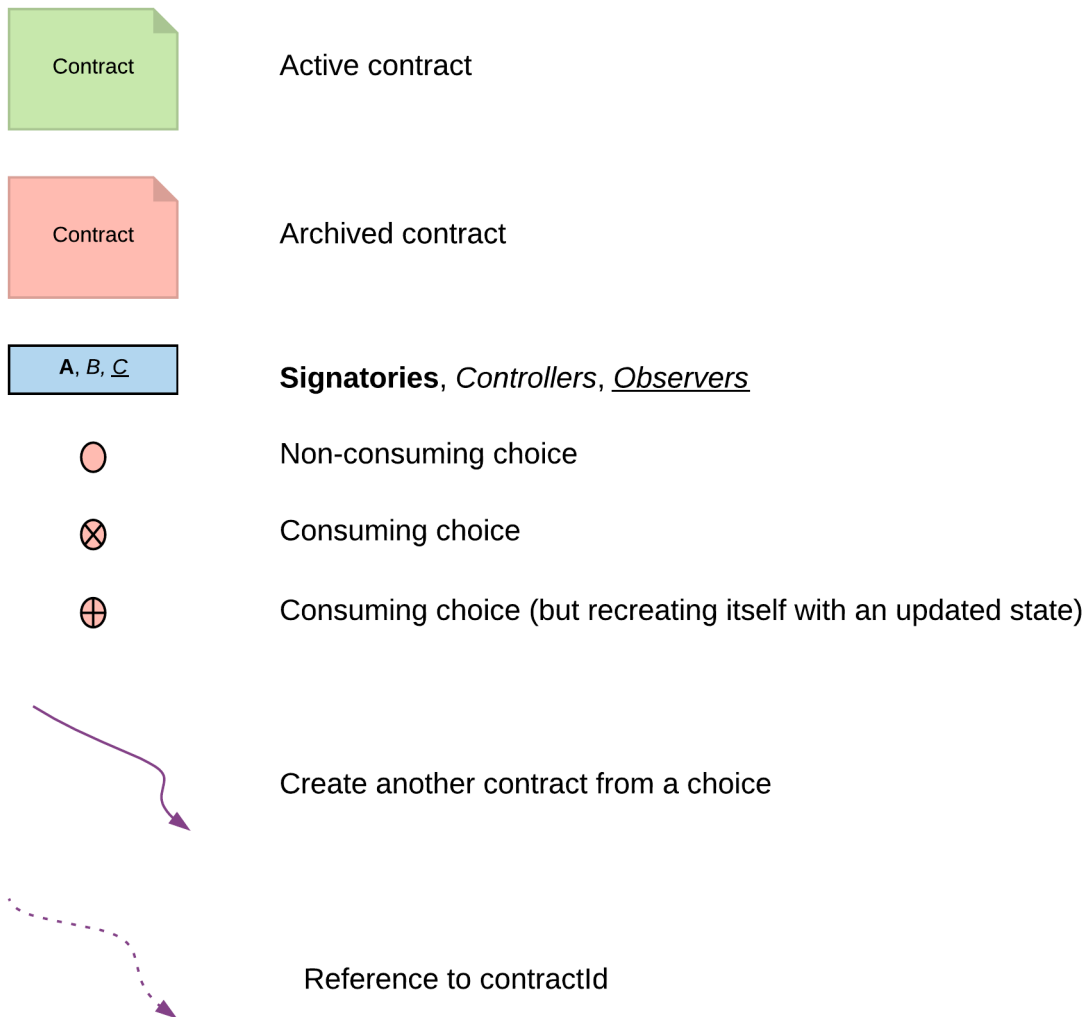 Contract
Active contract
Contract
Archived contract
A, B, C
Signatories, Controllers, Observers
Non-consuming choice
Consuming choice
Consuming choice (but recreating itself with an updated state)
Create another contract from a choice
Reference to contractId